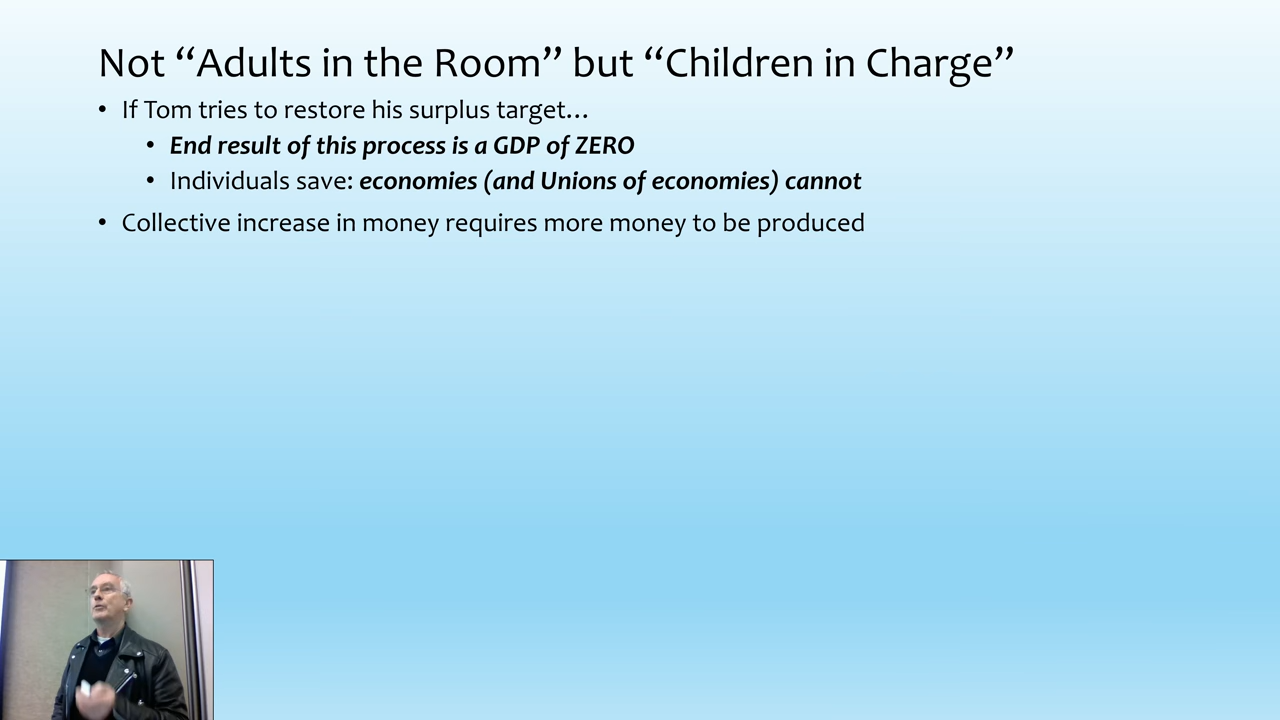 Not “Adults in the Room” but “Children in Charge”
• If Tom tries to restore his surplus target…
• End result of this process is a GDP of ZERO
• Individuals save: economies (and Unions of economies) cannot
• Collective increase in money requires more money to be produced